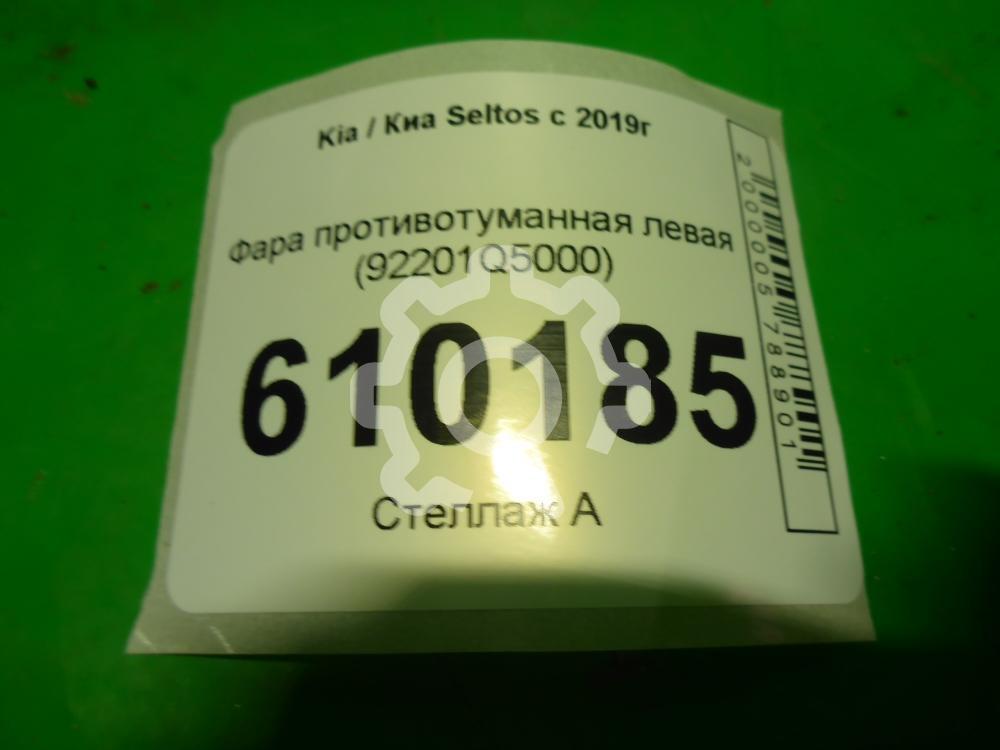 Kia / Киа Seltos с 2019г
Фара противотуманная левая
(92201Q5000)
610185
Стеллаж А
2000005788901